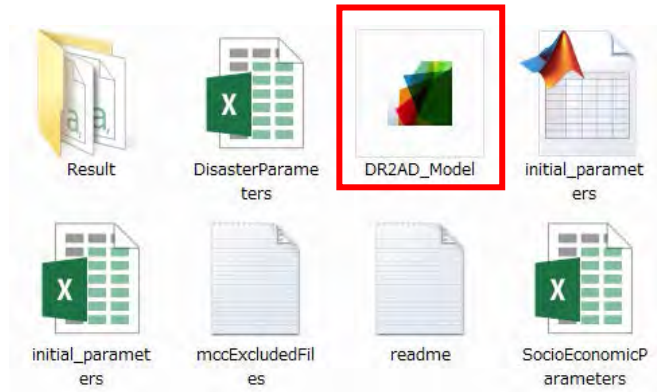 Result
DisasterParame
ters
DR2AD_Model
initial_paramet
ers
initial_paramet
ers
mccExcludedFil
es
readme
SocioEconomicP
arameters